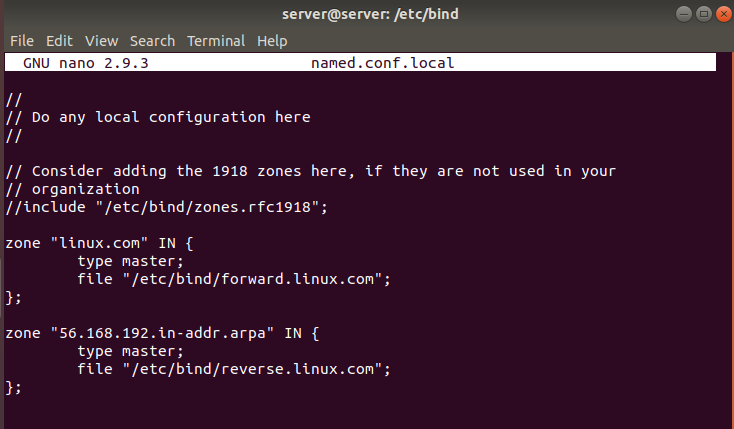 server@server: /etc/bind
File Edit View Search Terminal Help
GNU nano 2.9.3 named.conf.local
//
// Do any local configuration here
//
// Consider adding the 1918 zones here, if they are not used in your
// organization
//include "/etc/bind/zones.rfc1918";
zone "linux.com" IN {
type master;
file "/etc/bind/forward.linux.com";
};
zone "56.168.192.in-addr.arpa" IN {
type master;
file "/etc/bind/reverse.linux.com";
};